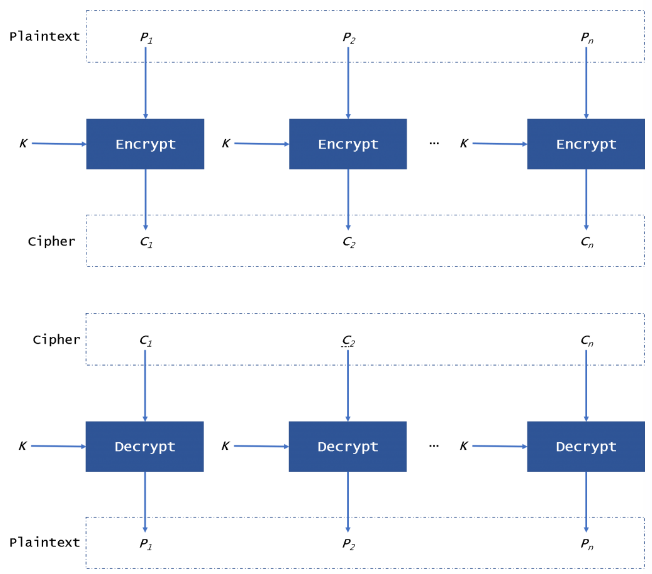 Plaintext P1 P2 Pn
K Encrypt K Encrypt ... K Encrypt
Cipher C1 C2 Cn
Cipher C1 C2 Cn
K Decrypt K Decrypt ... K Decrypt
Plaintext P1 P2 Pn